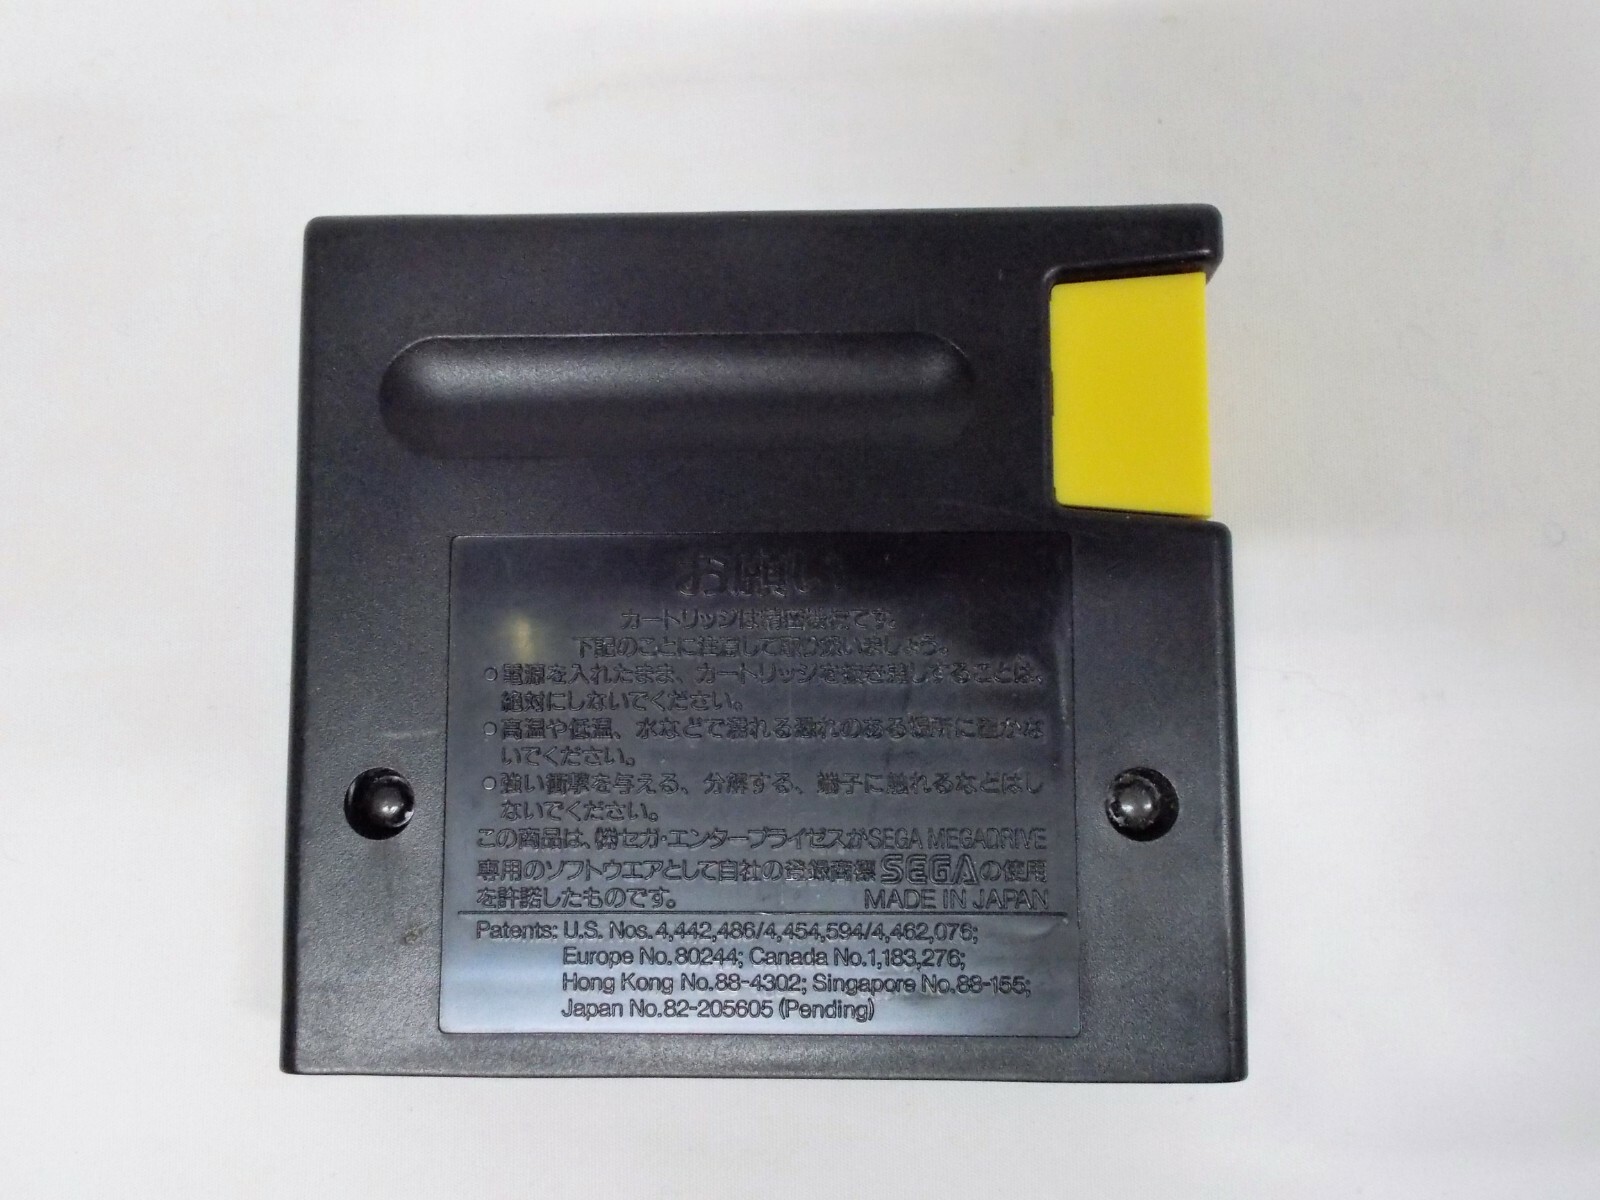 お願い
カートリッジは精密機器です。
下記のことに注意して取り扱いましょう。
○電源を入れたまま、カートリッジを抜き差しすることは、
絶対にしないでください。
○高温や低温、水などで濡れる恐れのある場所に置かな
いでください。
○強い衝撃を与える、分解する、端子に触れるなどはし
ないでください。
この商品は、㈱セガ・エンタープライゼスがSEGA MEGADRIVE
専用のソフトウエアとして自社の登録商標SEGAの使用
を許諾したものです。 MADE IN JAPAN
Patents: U.S. Nos. 4,442,486/4,454,594/4,462,076;
Europe No. 80244; Canada No. 1,183,276;
Hong Kong No. 88-4302; Singapore No. 88-155;
Japan No. 82-205605 (Pending)